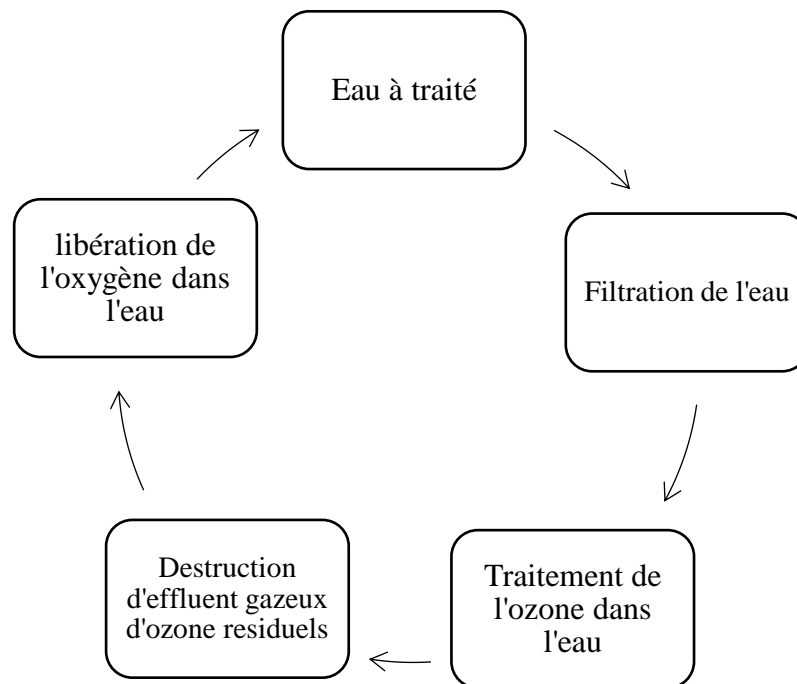 Eau à traité
Filtration de l'eau
Traitement de
l'ozone dans
l'eau
Destruction
d'effluent gazeux
d'ozone residuels
libération de
l'oxygène dans
l'eau